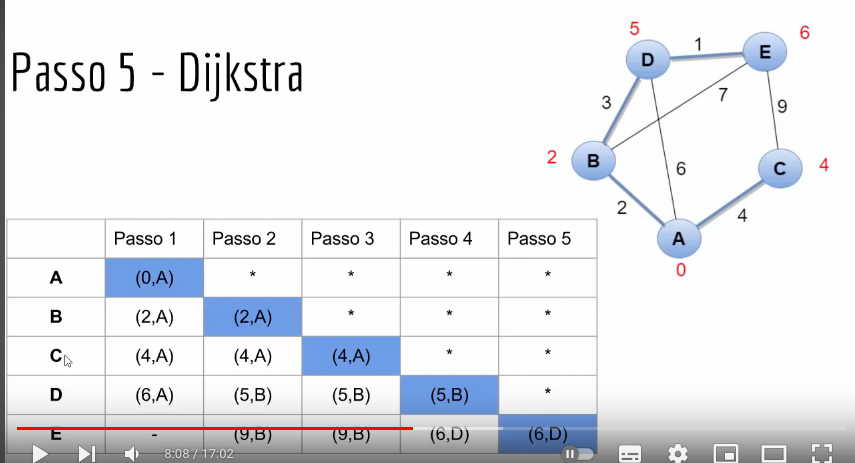 Passo 5 - Dijkstra
5
6
D
1
E
3
7
9
2
B
6
C
4
2
4
A
0
Passo 1 Passo 2 Passo 3 Passo 4 Passo 5
A (0,A) * * * *
B (2,A) (2,A) * * *
C (4,A) (4,A) (4,A) * *
D (6,A) (5,B) (5,B) (5,B) *
E - (9,B) (9,B) (6,D) (6,D)
8:08 / 17:02